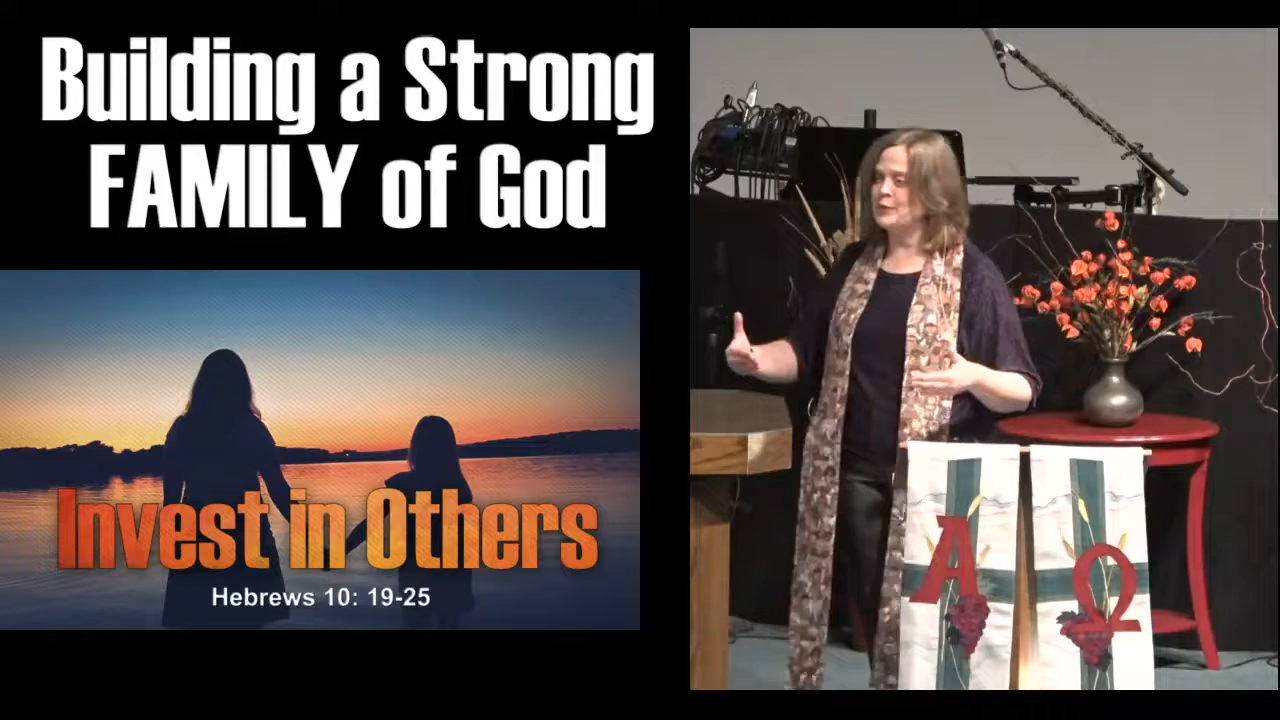 Building a Strong
FAMILY of God
Invest in Others
Hebrews 10: 19-25
Α Ω